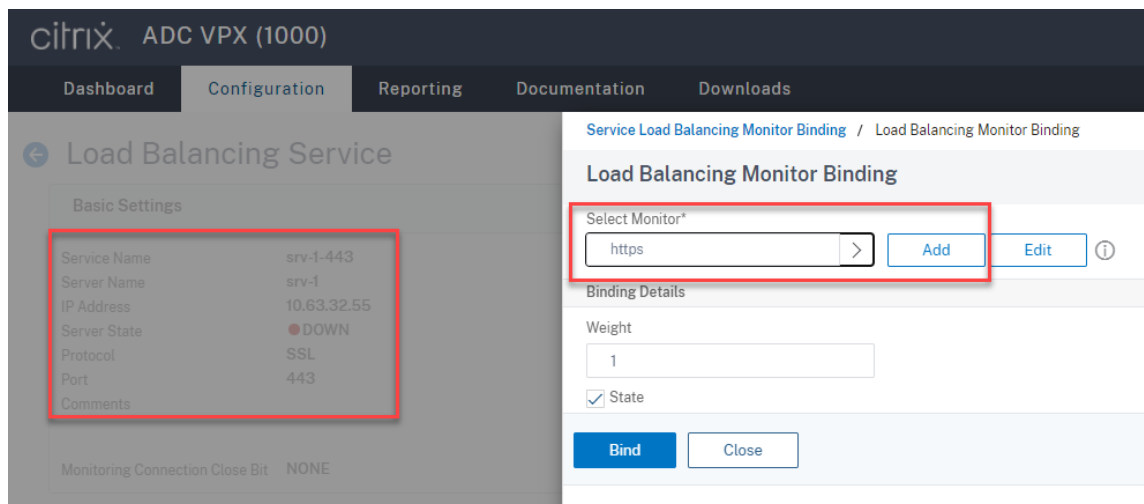 citrix. ADC VPX (1000)
Dashboard Configuration Reporting Documentation Downloads
Load Balancing Service
Basic Settings
Service Name srv-1-443
Server Name srv-1
IP Address 10.63.32.55
Server State DOWN
Protocol SSL
Port 443
Comments
Monitoring Connection Close Bit NONE
Service Load Balancing Monitor Binding / Load Balancing Monitor Binding
Load Balancing Monitor Binding
Select Monitor*
https > Add Edit
Binding Details
Weight
1
State
Bind Close